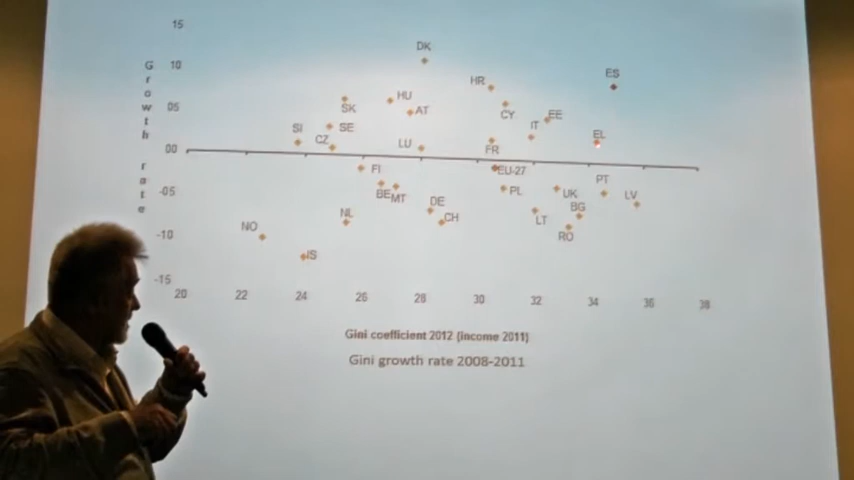 15
DK
Growth rate
10
ES
HR
HU
05
SK
AT
CY
EE
IT
SI
SE
EL
CZ
LU
FR
00
FI
EU-27
PT
BE
MT
PL
UK
LV
-05
DE
BG
NL
CH
LT
NO
RO
-10
IS
-15
20 22 24 26 28 30 32 34 36 38
Gini coefficient 2012 (income 2011)
Gini growth rate 2008-2011